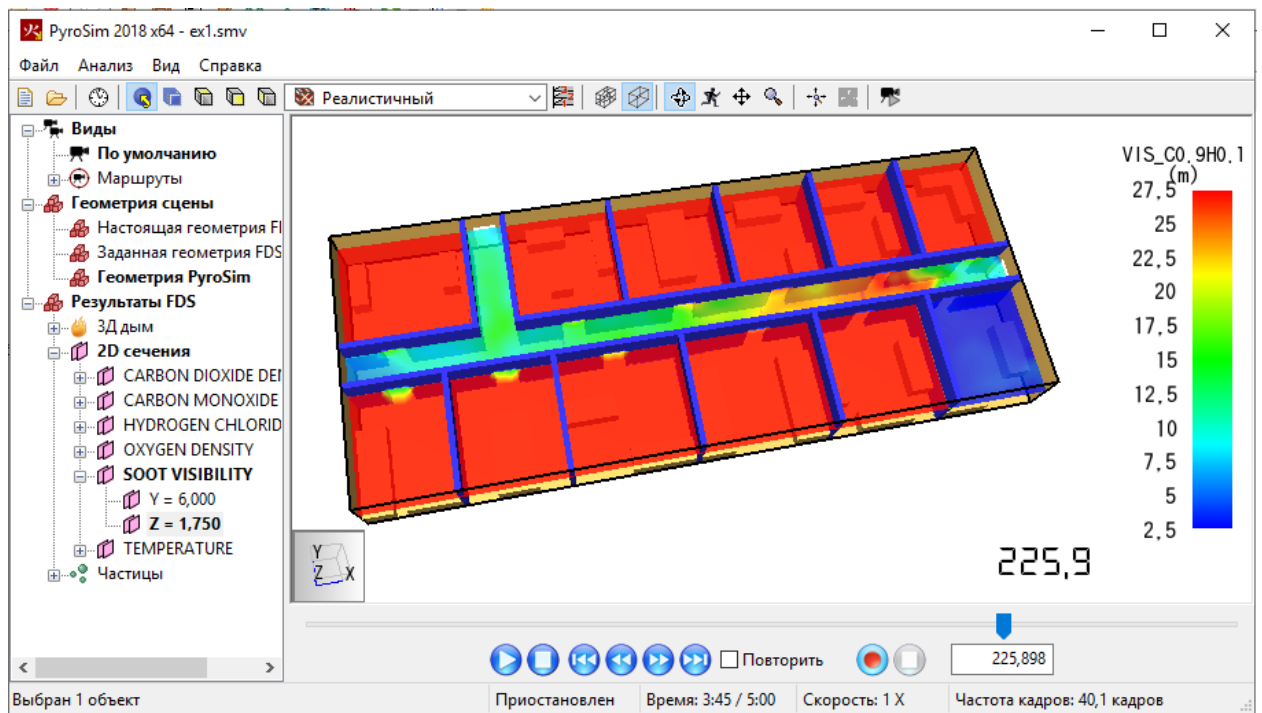 PyroSim 2018 x64 - ex1.smv
Файл Анализ Вид Справка
Реалистичный
Виды
По умолчанию
Маршруты
Геометрия сцены
Настоящая геометрия F
Заданная геометрия FDS
Геометрия PyroSim
Результаты FDS
3Д дым
2D сечения
CARBON DIOXIDE DE
CARBON MONOXIDE
HYDROGEN CHLORID
OXYGEN DENSITY
SOOT VISIBILITY
Y = 6,000
Z = 1,750
TEMPERATURE
Частицы
VIS_C0.9H0.1
(m)
27,5
25
22,5
20
17,5
15
12,5
10
7,5
5
2,5
225,9
Y
Z X
Повторить
225,898
Выбран 1 объект
Приостановлен
Время: 3:45 / 5:00
Скорость: 1 X
Частота кадров: 40,1 кадров